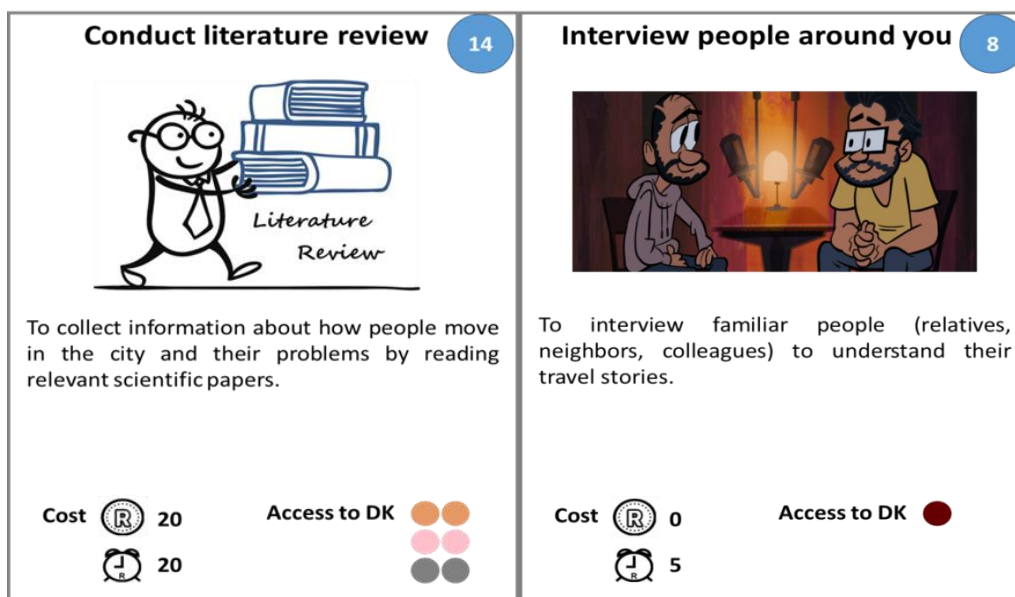 Conduct literature review
14
Literature
Review
To collect information about how people move
in the city and their problems by reading
relevant scientific papers.
Cost R 20
Access to DK
R 20
Interview people around you
8
To interview familiar people (relatives,
neighbors, colleagues) to understand their
travel stories.
Cost R 0
Access to DK
R 5